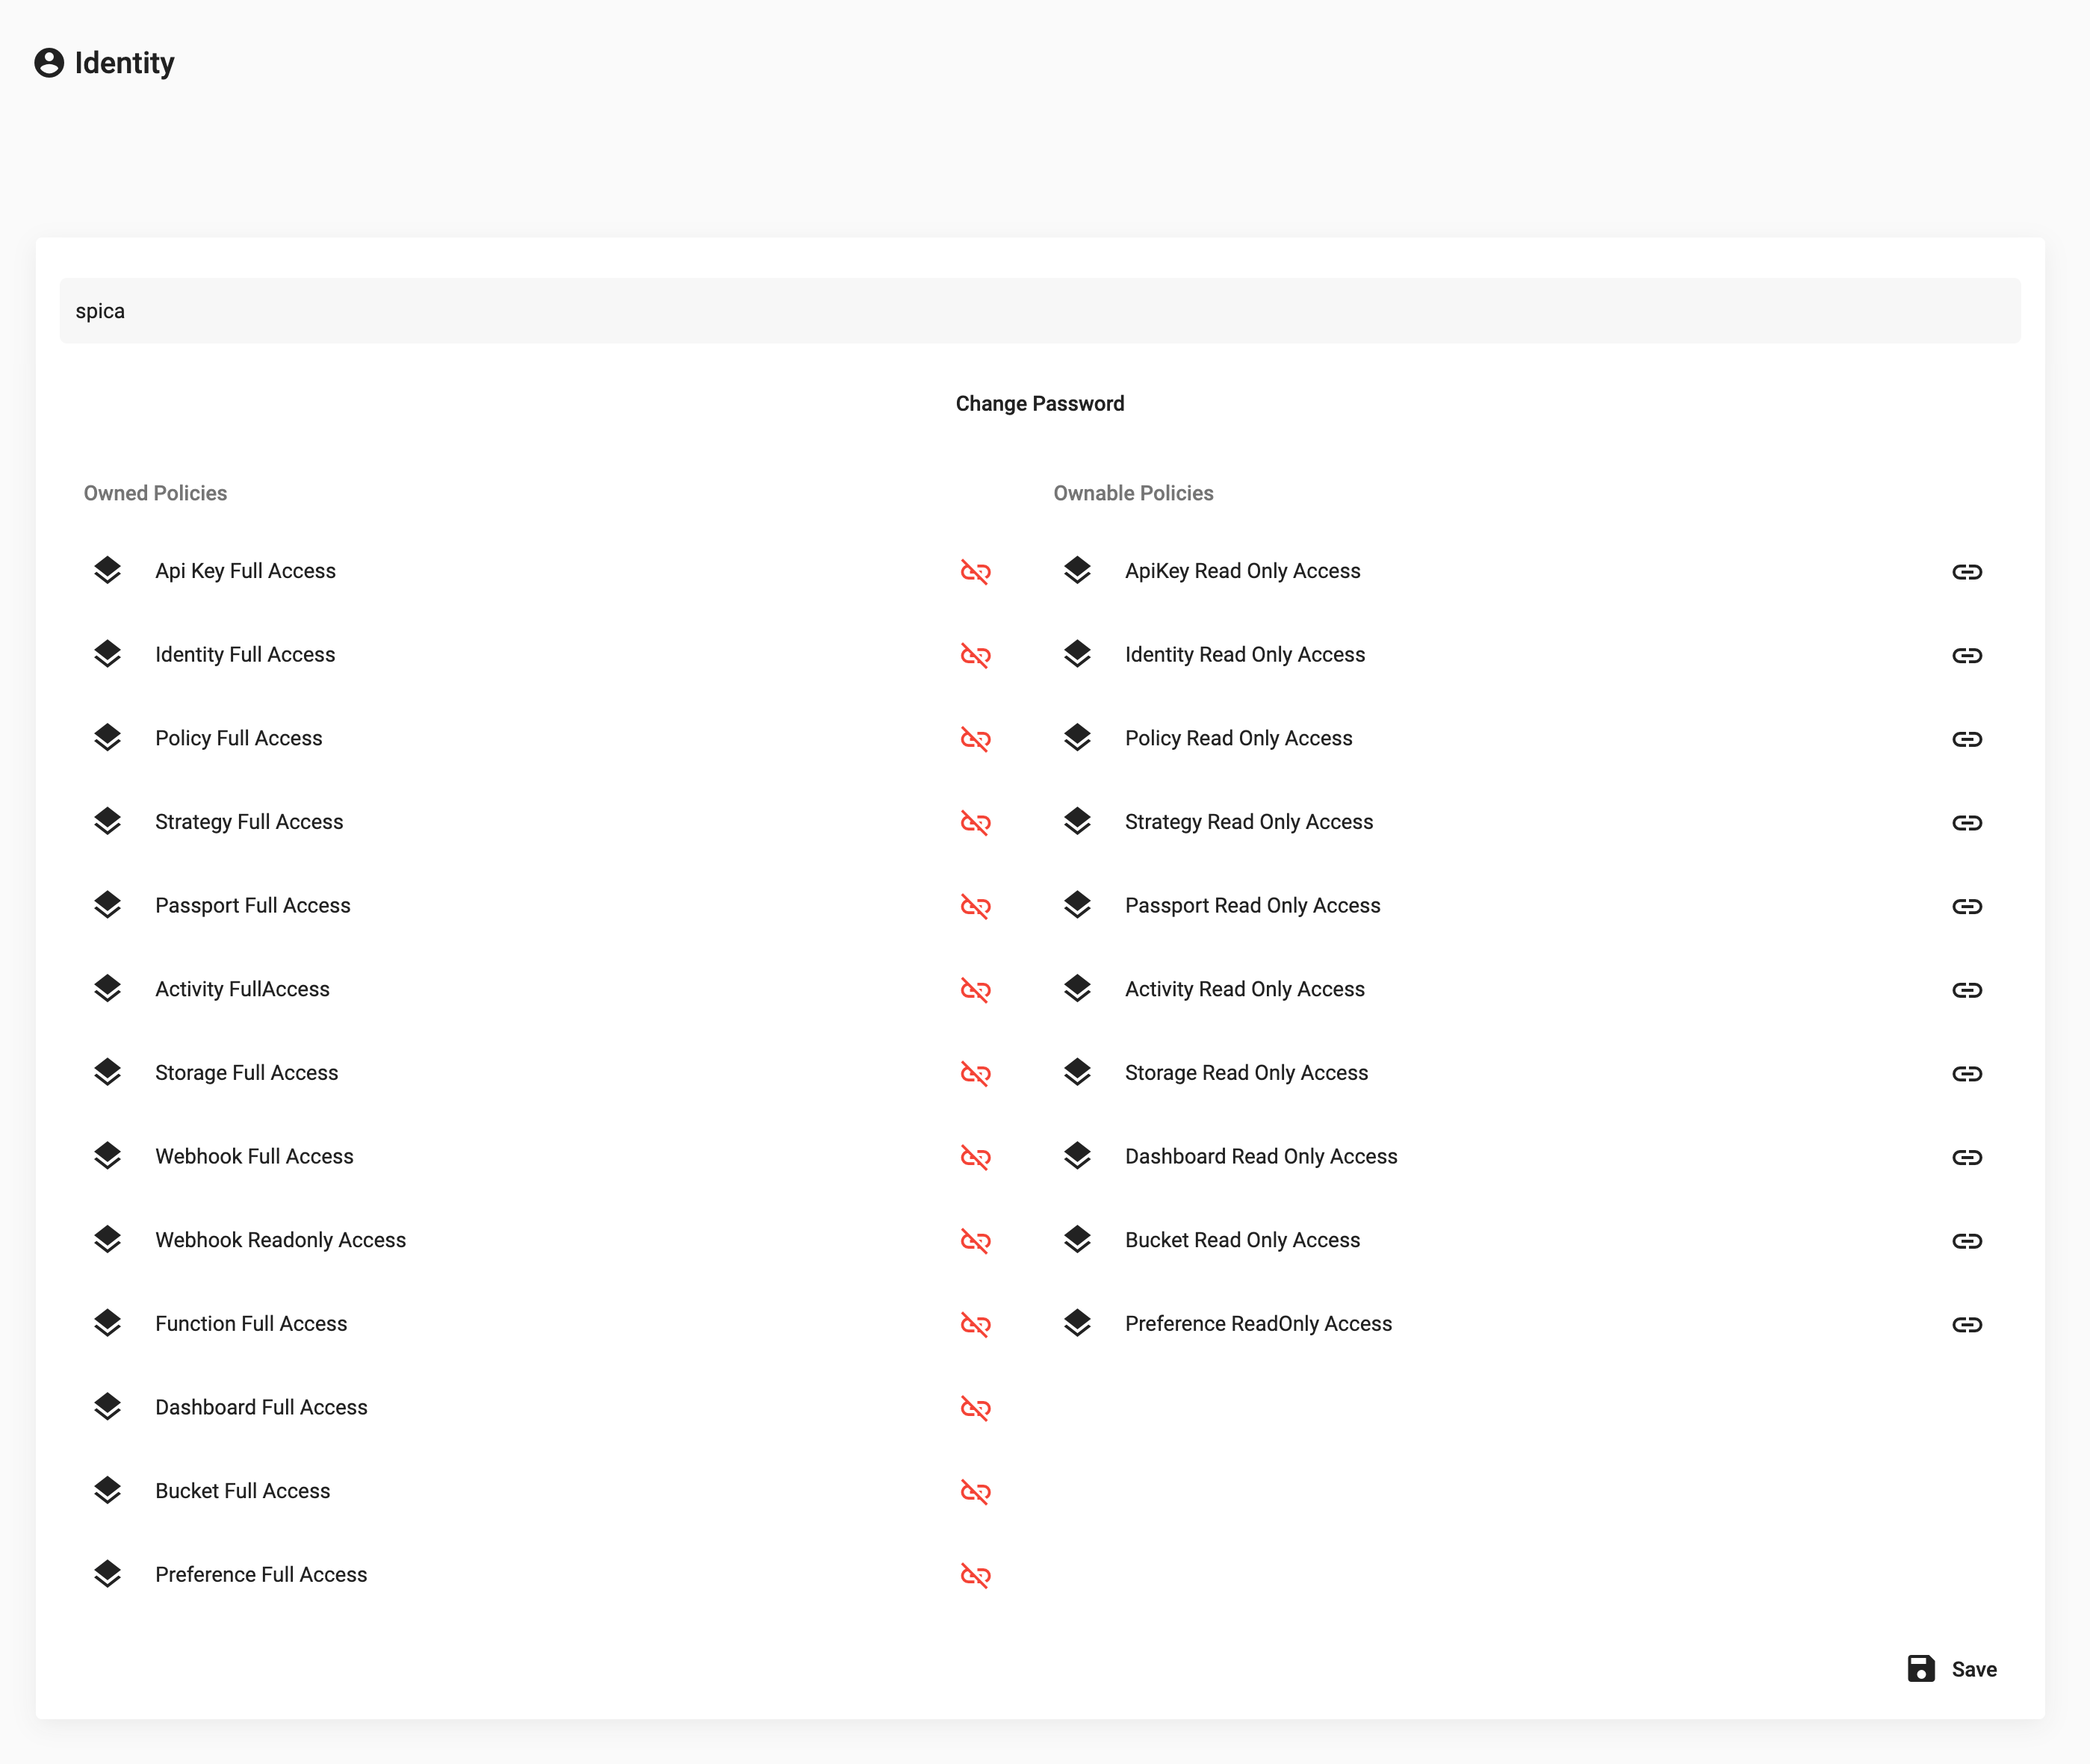 Identity
spica
Change Password
Owned Policies
Api Key Full Access
Identity Full Access
Policy Full Access
Strategy Full Access
Passport Full Access
Activity FullAccess
Storage Full Access
Webhook Full Access
Webhook Readonly Access
Function Full Access
Dashboard Full Access
Bucket Full Access
Preference Full Access
Ownable Policies
ApiKey Read Only Access
Identity Read Only Access
Policy Read Only Access
Strategy Read Only Access
Passport Read Only Access
Activity Read Only Access
Storage Read Only Access
Dashboard Read Only Access
Bucket Read Only Access
Preference ReadOnly Access
Save